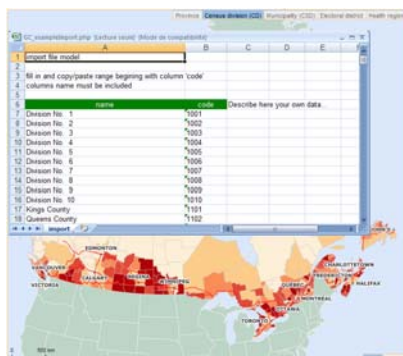 Province Census division (CD) Municipality (CSD) Electoral district Health region
GC_exampleImport.php [Lecture seule] [Mode de compatibilité]
A B C D E F
1 import file model
2
3 fill in and copy/paste range begining with column 'code'
4 columns name must be included
5
6 name code Describe here your own data...
7 Division No. 1 1001
8 Division No. 2 1002
9 Division No. 3 1003
10 Division No. 4 1004
11 Division No. 5 1005
12 Division No. 6 1006
13 Division No. 7 1007
14 Division No. 8 1008
15 Division No. 9 1009
16 Division No. 10 1010
17 Kings County 1101
18 Queens County 1102
import
EDMONTON
VANCOUVER
CALGARY
REGINA
WINNIPEG
VICTORIA
CHARLOTTETOWN
QUÉBEC
FREDERICTON
HALIFAX
MONTREAL
OTTAWA
TORONTO
500 km